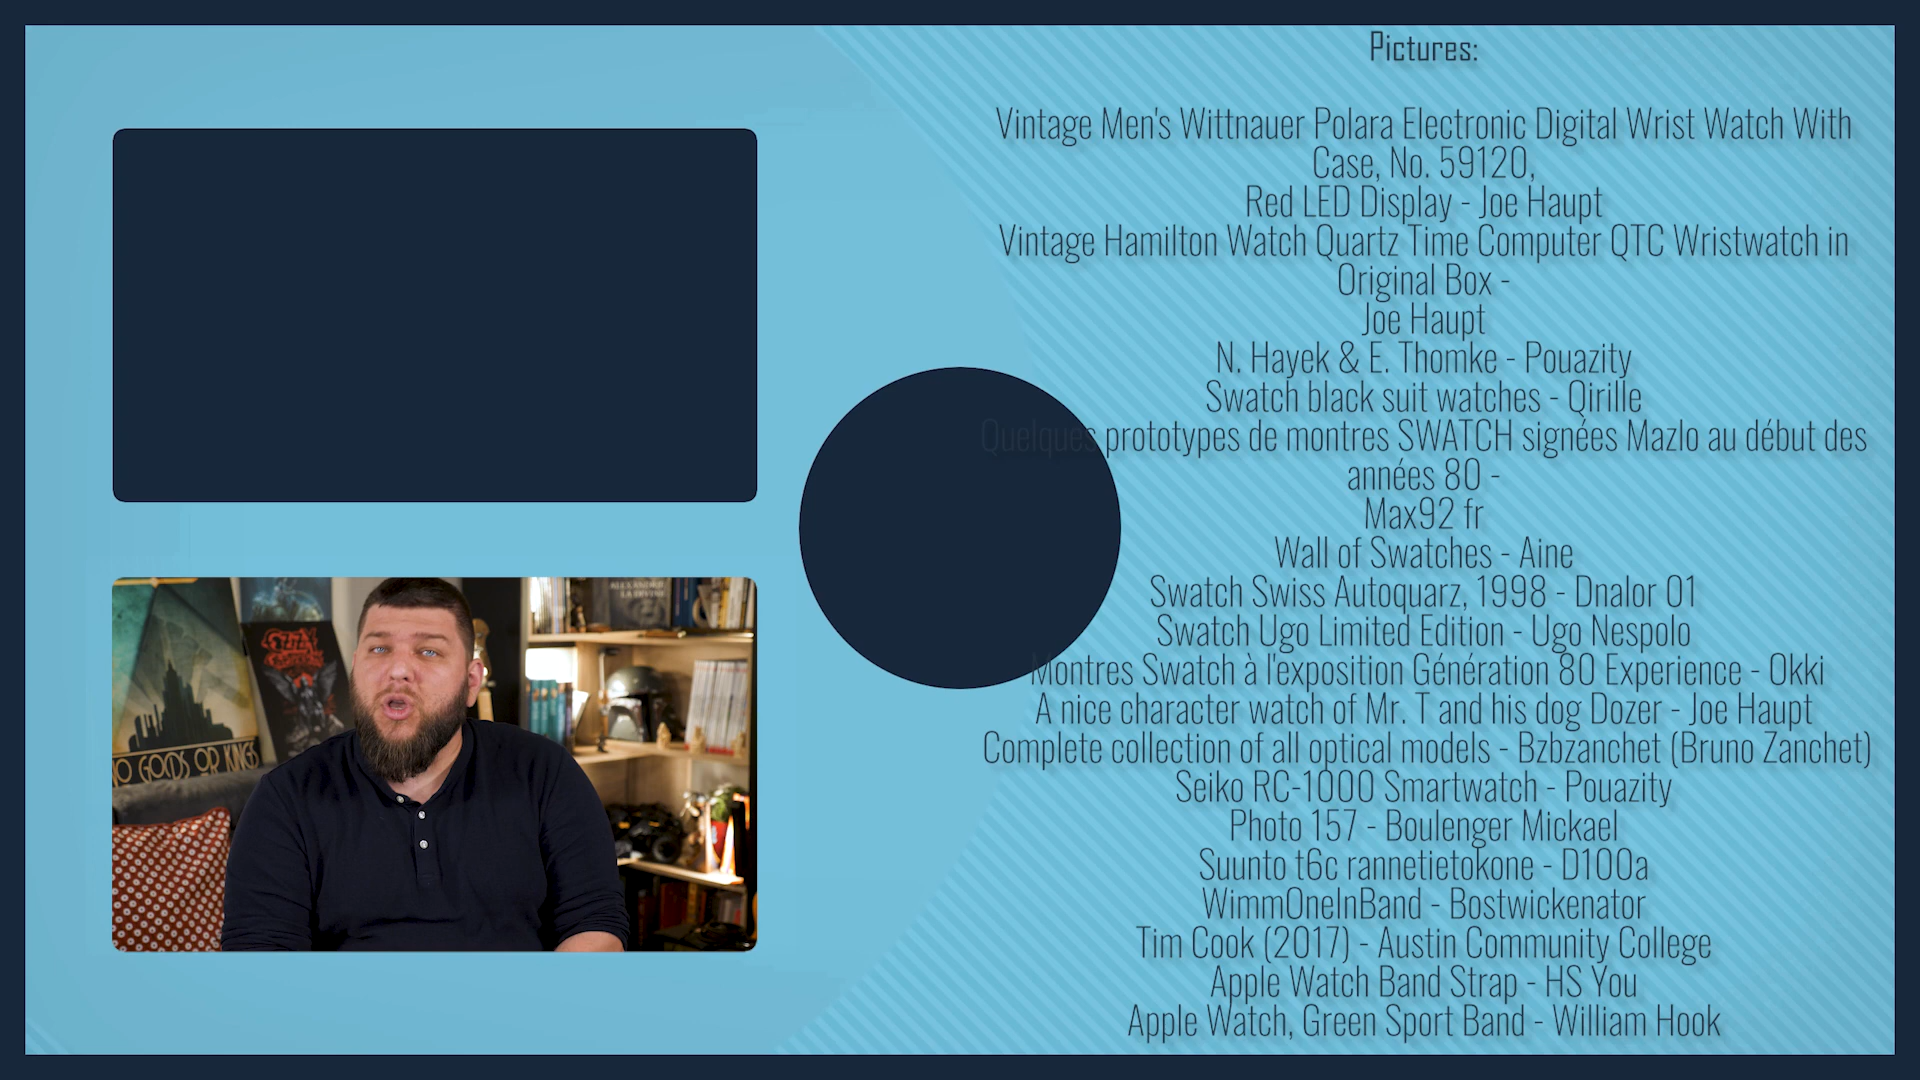 Pictures:
Vintage Men's Wittnauer Polara Electronic Digital Wrist Watch With
Case, No. 59120,
Red LED Display - Joe Haupt
Vintage Hamilton Watch Quartz Time Computer QTC Wristwatch in
Original Box -
Joe Haupt
N. Hayek & E. Thomke - Pouazity
Swatch black suit watches - Qirille
Quelques prototypes de montres SWATCH signées Mazlo au début des
années 80 -
Max92 fr
Wall of Swatches - Aine
Swatch Swiss Autoquarz, 1998 - Dnalor 01
Swatch Ugo Limited Edition - Ugo Nespolo
Montres Swatch à l'exposition Génération 80 Experience - Okki
A nice character watch of Mr. T and his dog Dozer - Joe Haupt
Complete collection of all optical models - Bzbzanchet (Bruno Zanchet)
Seiko RC-1000 Smartwatch - Pouazity
Photo 157 - Boulenger Mickael
Suunto t6c rannetietokone - D100a
WimmOneInBand - Bostwickenator
Tim Cook (2017) - Austin Community College
Apple Watch Band Strap - HS You
Apple Watch, Green Sport Band - William Hook
NO GODS OR KINGS
OZZY